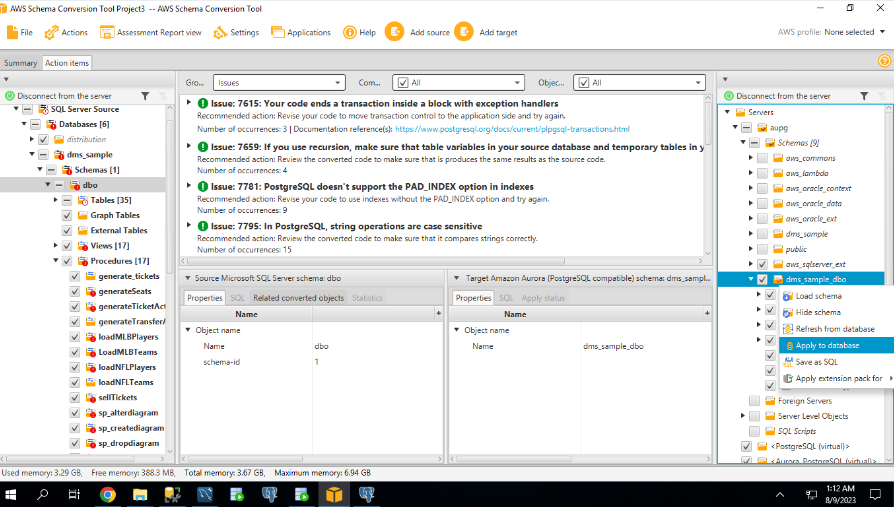 AWS Schema Conversion Tool Project3 -- AWS Schema Conversion Tool
File
Actions
Assessment Report view
Settings
Applications
Help
Add source
Add target
AWS profile: None selected
Summary
Action items
Disconnect from the server
SQL Server Source
Databases [6]
distribution
dms_sample
Schemas [1]
dbo
Tables [35]
Graph Tables
External Tables
Views [17]
Procedures [17]
generate_tickets
generateSeats
generateTicketAct
generateTransferA
loadMLBPlayers
LoadMLBTeams
loadNFLPlayers
loadNFLTeams
sellTickets
sp_alterdiagram
sp_creatediagram
sp_dropdiagram
Gro...
Issues
Com...
All
Objec...
All
Issue: 7615: Your code ends a transaction inside a block with exception handlers
Recommended action: Revise your code to move transaction control to the application side and try again.
Number of occurrences: 3 | Documentation reference(s): https://www.postgresql.org/docs/current/plpgsql-transactions.html
Issue: 7659: If you use recursion, make sure that table variables in your source database and temporary tables in y
Recommended action: Review the converted code to make sure that is produces the same results as the source code.
Number of occurrences: 4
Issue: 7781: PostgreSQL doesn't support the PAD_INDEX option in indexes
Recommended action: Revise your code to use indexes without the PAD_INDEX option and try again.
Number of occurrences: 9
Issue: 7795: In PostgreSQL, string operations are case sensitive
Recommended action: Review the converted code to make sure that it compares strings correctly.
Number of occurrences: 15
Source Microsoft SQL Server schema: dbo
Properties
SQL
Related converted objects
Statistics
Name
Object name
Name
dbo
schema-id
1
Target Amazon Aurora (PostgreSQL compatible) schema: dms_sampl...
Properties
SQL
Apply status
Name
Object name
Name
dms_sample_dbo
Disconnect from the server
Servers
aupg
Schemas [9]
aws_commons
aws_lambda
aws_oracle_context
aws_oracle_data
aws_oracle_ext
dms_sample
public
aws_sqlserver_ext
dms_sample_dbo
Load schema
Hide schema
Refresh from database
Apply to database
Save as SQL
Apply extension pack for
Foreign Servers
Server Level Objects
SQL Scripts
<PostgreSQL (virtual)>
<Aurora_PostgreSQL (virtual)>
Used memory: 3.29 GB, Free memory: 388.3 MB, Total memory: 3.67 GB, Maximum memory: 6.94 GB
1:12 AM
8/9/2023